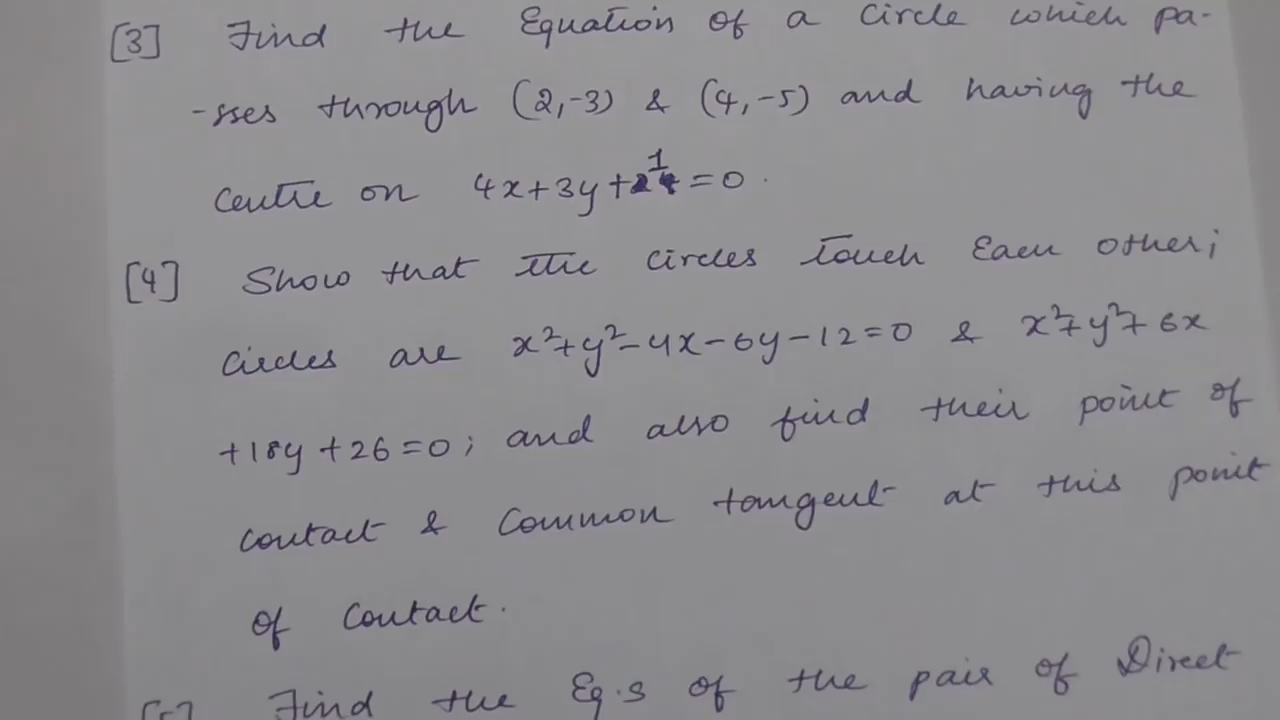 [3] Find the Equation of a circle which pa-
-sses through (2,-3) & (4,-5) and having the
centre on 4x+3y+1=0.
[4] Show that the circles touch Each other;
circles are x²+y²-4x-6y-12=0 & x²+y²+6x
+18y+26=0; and also find their point of
contact & common tangent at this point
of contact.
Find the Eq.s of the pair of Direct